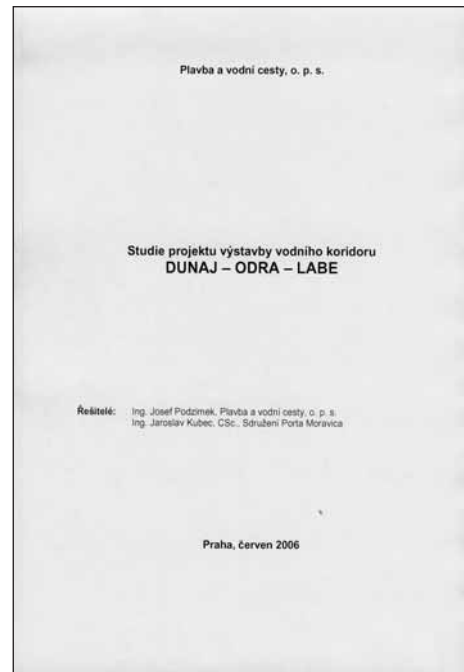 Plavba a vodní cesty, o. p. s.
Studie projektu výstavby vodního koridoru
DUNAJ – ODRA – LABE
Řešitelé: Ing. Josef Podzimek, Plavba a vodní cesty, o. p. s.
Ing. Jaroslav Kubec, CSc., Sdružení Porta Moravica
Praha, červen 2006